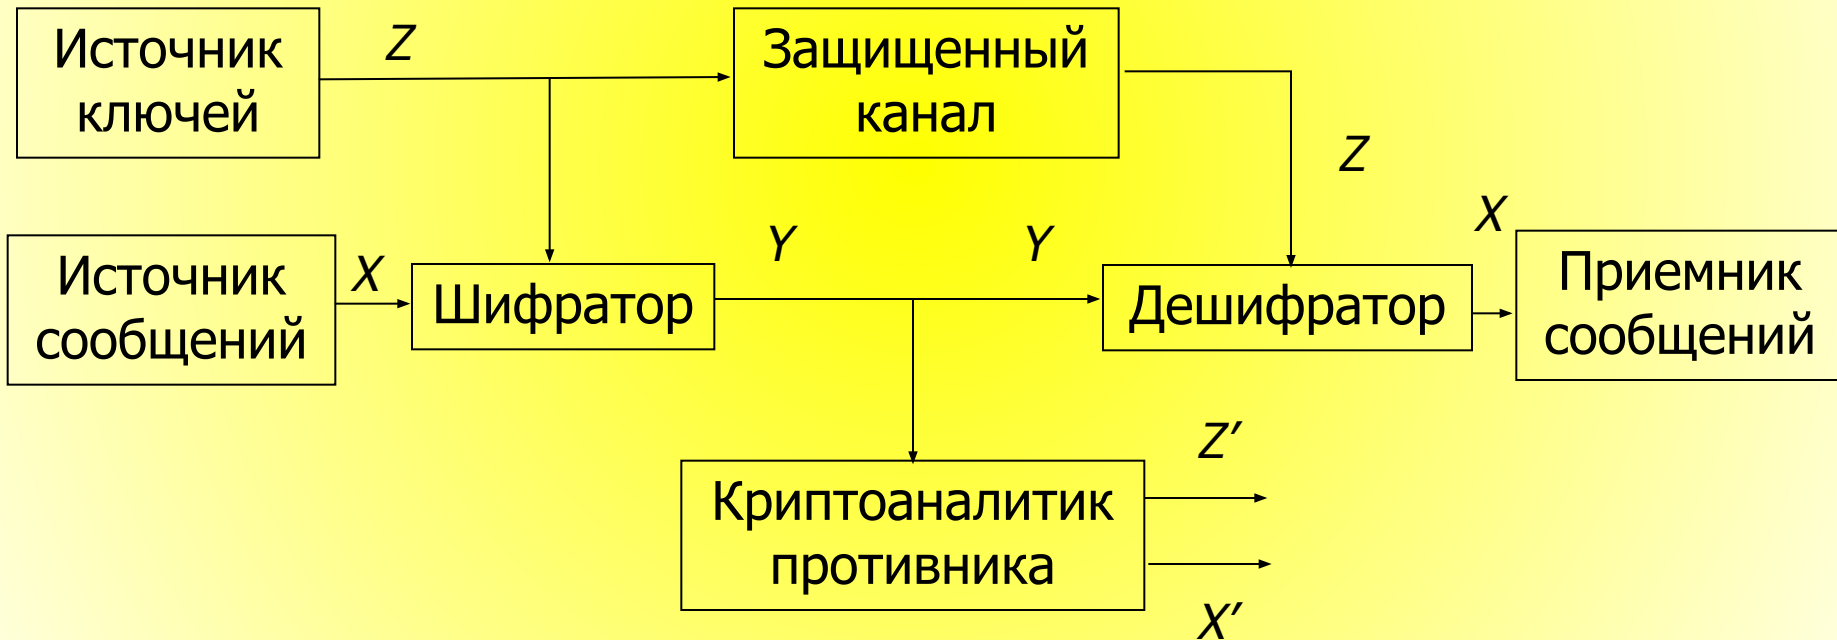 Источник
ключей
Z
Защищенный
канал
Z
X
Источник
сообщений
X
Шифратор
Y
Y
Дешифратор
Приемник
сообщений
Криптоаналитик
противника
Z′
X′